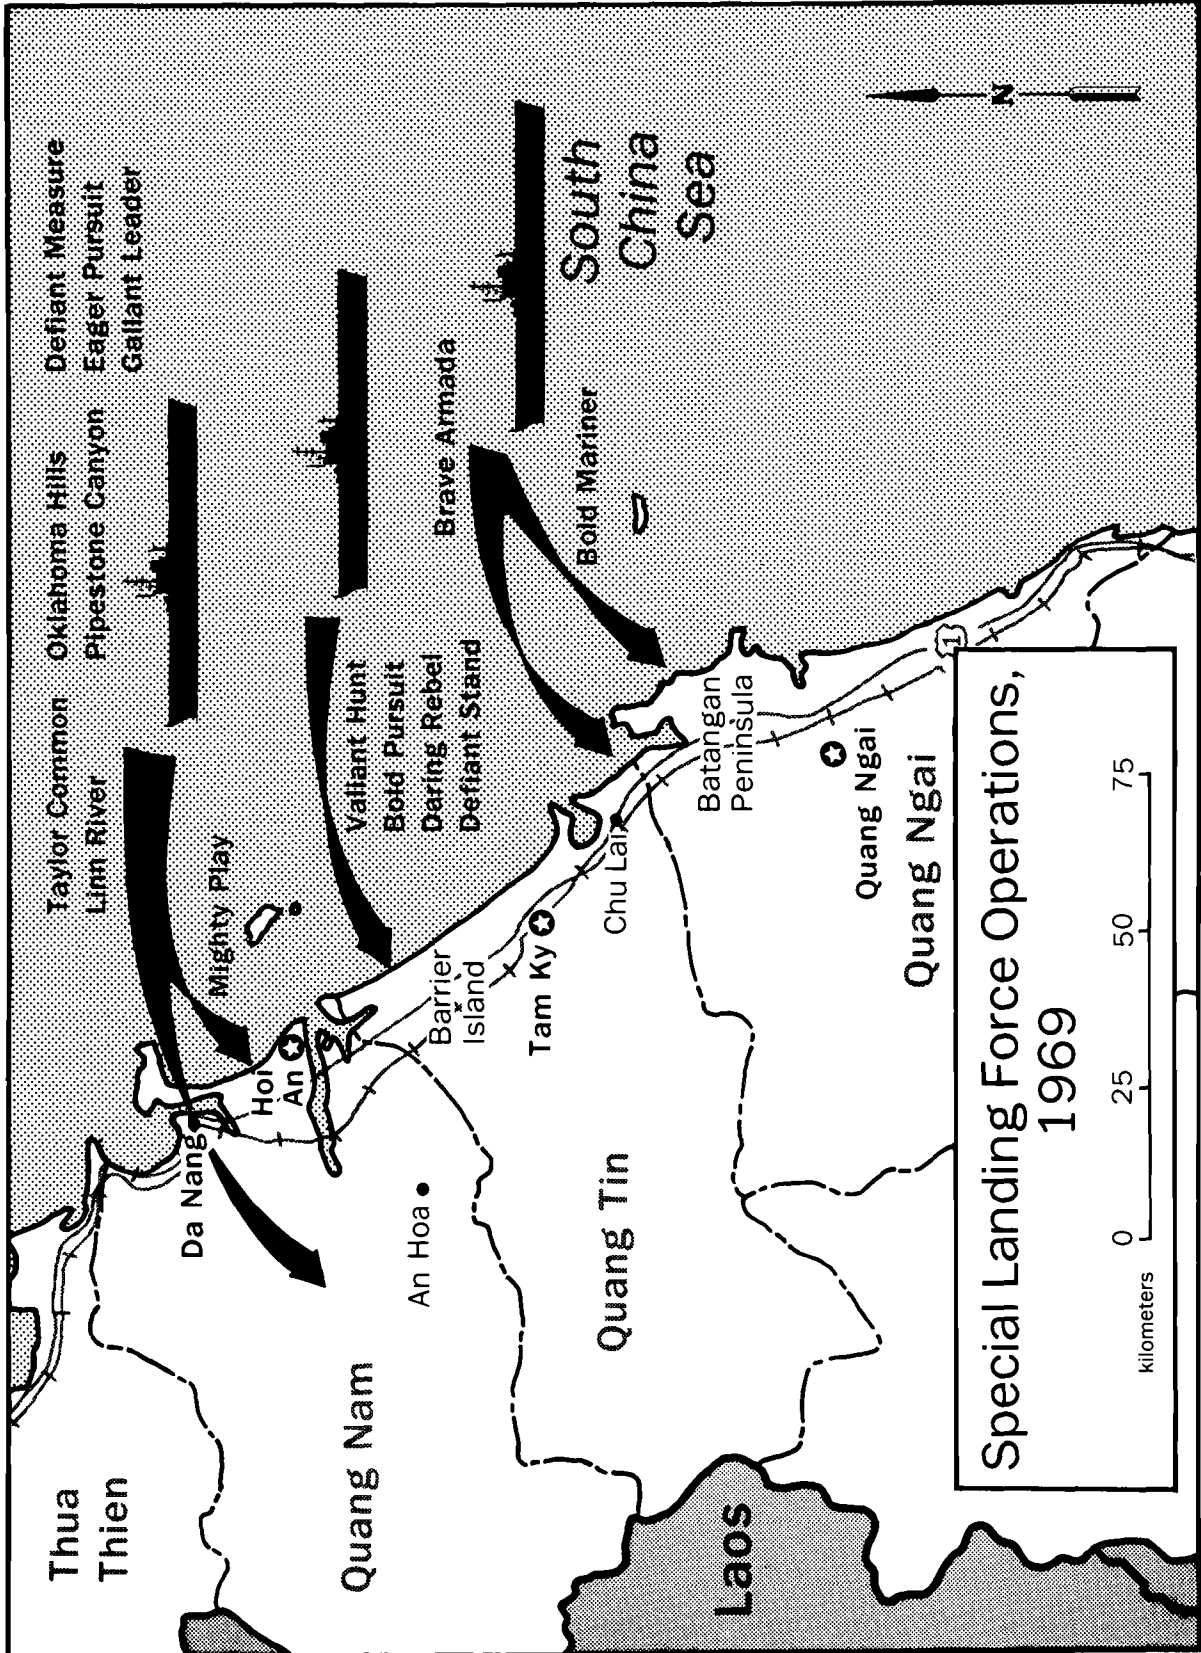 Taylor Common
Linn River
Oklahoma Hills
Pipestone Canyon
Defiant Measure
Eager Pursuit
Gallant Leader
Thua
Thien
Mighty Play
Da Nang
Hoi
An
Valiant Hunt
Bold Pursuit
Daring Rebel
Defiant Stand
Quang Nam
An Hoa
Barrier
Island
Brave Armada
Tam Ky
Bold Mariner
South
China
Sea
Quang Tin
Chu Lai
Batangan
Peninsula
Laos
Quang Ngai
Quang Ngai
1
N
Special Landing Force Operations,
1969
kilometers
0 25 50 75